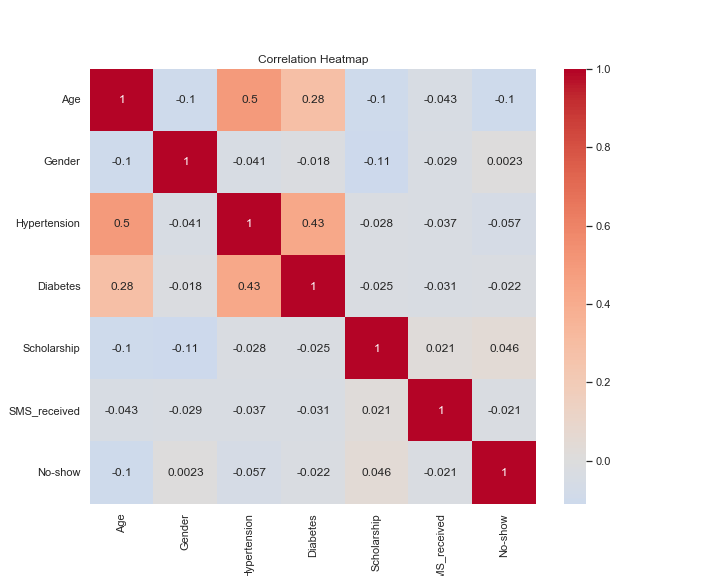 Correlation Heatmap
Age 1 -0.1 0.5 0.28 -0.1 -0.043 -0.1
Gender -0.1 1 -0.041 -0.018 -0.11 -0.029 0.0023
Hypertension 0.5 -0.041 1 0.43 -0.028 -0.037 -0.057
Diabetes 0.28 -0.018 0.43 1 -0.025 -0.031 -0.022
Scholarship -0.1 -0.11 -0.028 -0.025 1 0.021 0.046
SMS_received -0.043 -0.029 -0.037 -0.031 0.021 1 -0.021
No-show -0.1 0.0023 -0.057 -0.022 0.046 -0.021 1
Age
Gender
Hypertension
Diabetes
Scholarship
MS_received
No-show
1.0
0.8
0.6
0.4
0.2
0.0